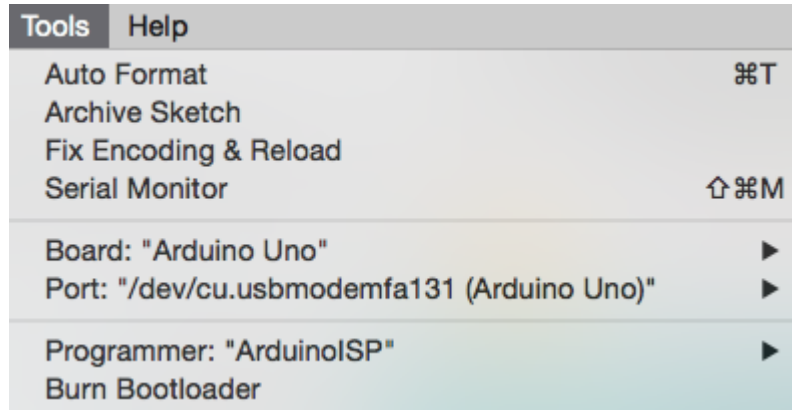 Tools Help
Auto Format ⌘T
Archive Sketch
Fix Encoding & Reload
Serial Monitor ⇧⌘M
Board: "Arduino Uno" ▶
Port: "/dev/cu.usbmodemfa131 (Arduino Uno)" ▶
Programmer: "ArduinoISP" ▶
Burn Bootloader